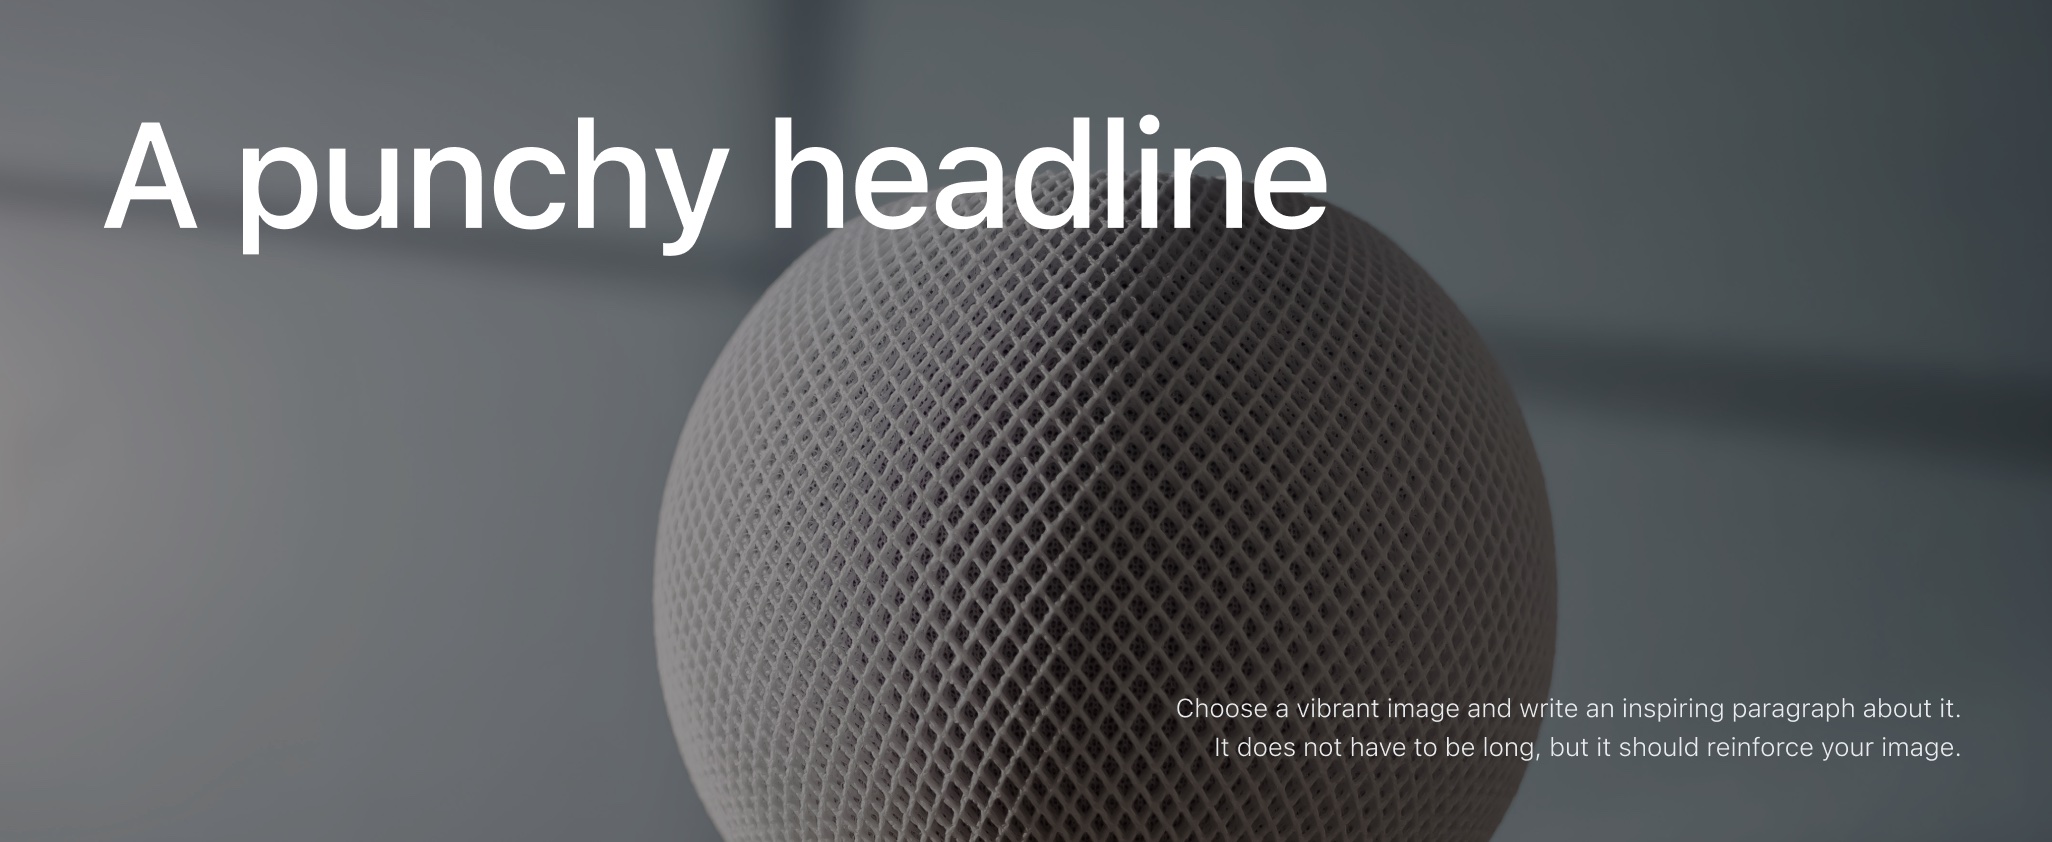 A punchy headline
Choose a vibrant image and write an inspiring paragraph about it.
It does not have to be long, but it should reinforce your image.